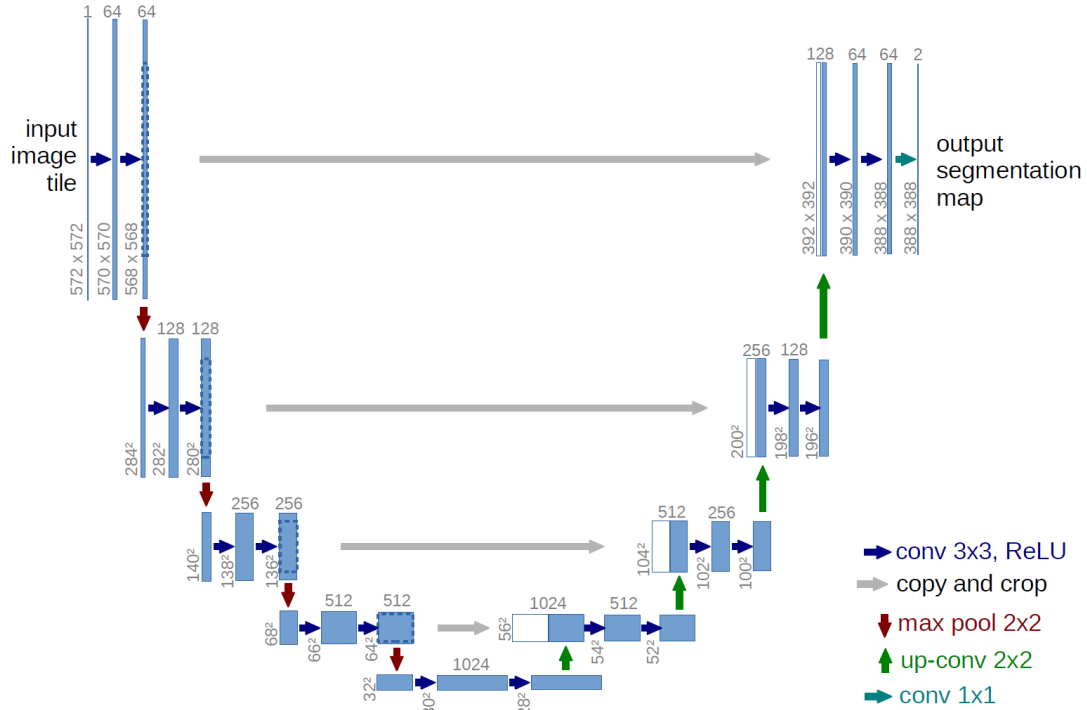 1 64 64
128 64 64 2
input
image
tile
output
segmentation
map
572 x 572
570 x 570
568 x 568
392 x 392
390 x 390
388 x 388
388 x 388
128 128
256 128
284²
282²
280²
200²
198²
196²
256 256
512 256
140²
138²
136²
104²
102²
100²
512 512
1024 512
68²
66²
64²
56²
54²
52²
1024
32²
conv 3x3, ReLU
copy and crop
max pool 2x2
up-conv 2x2
conv 1x1